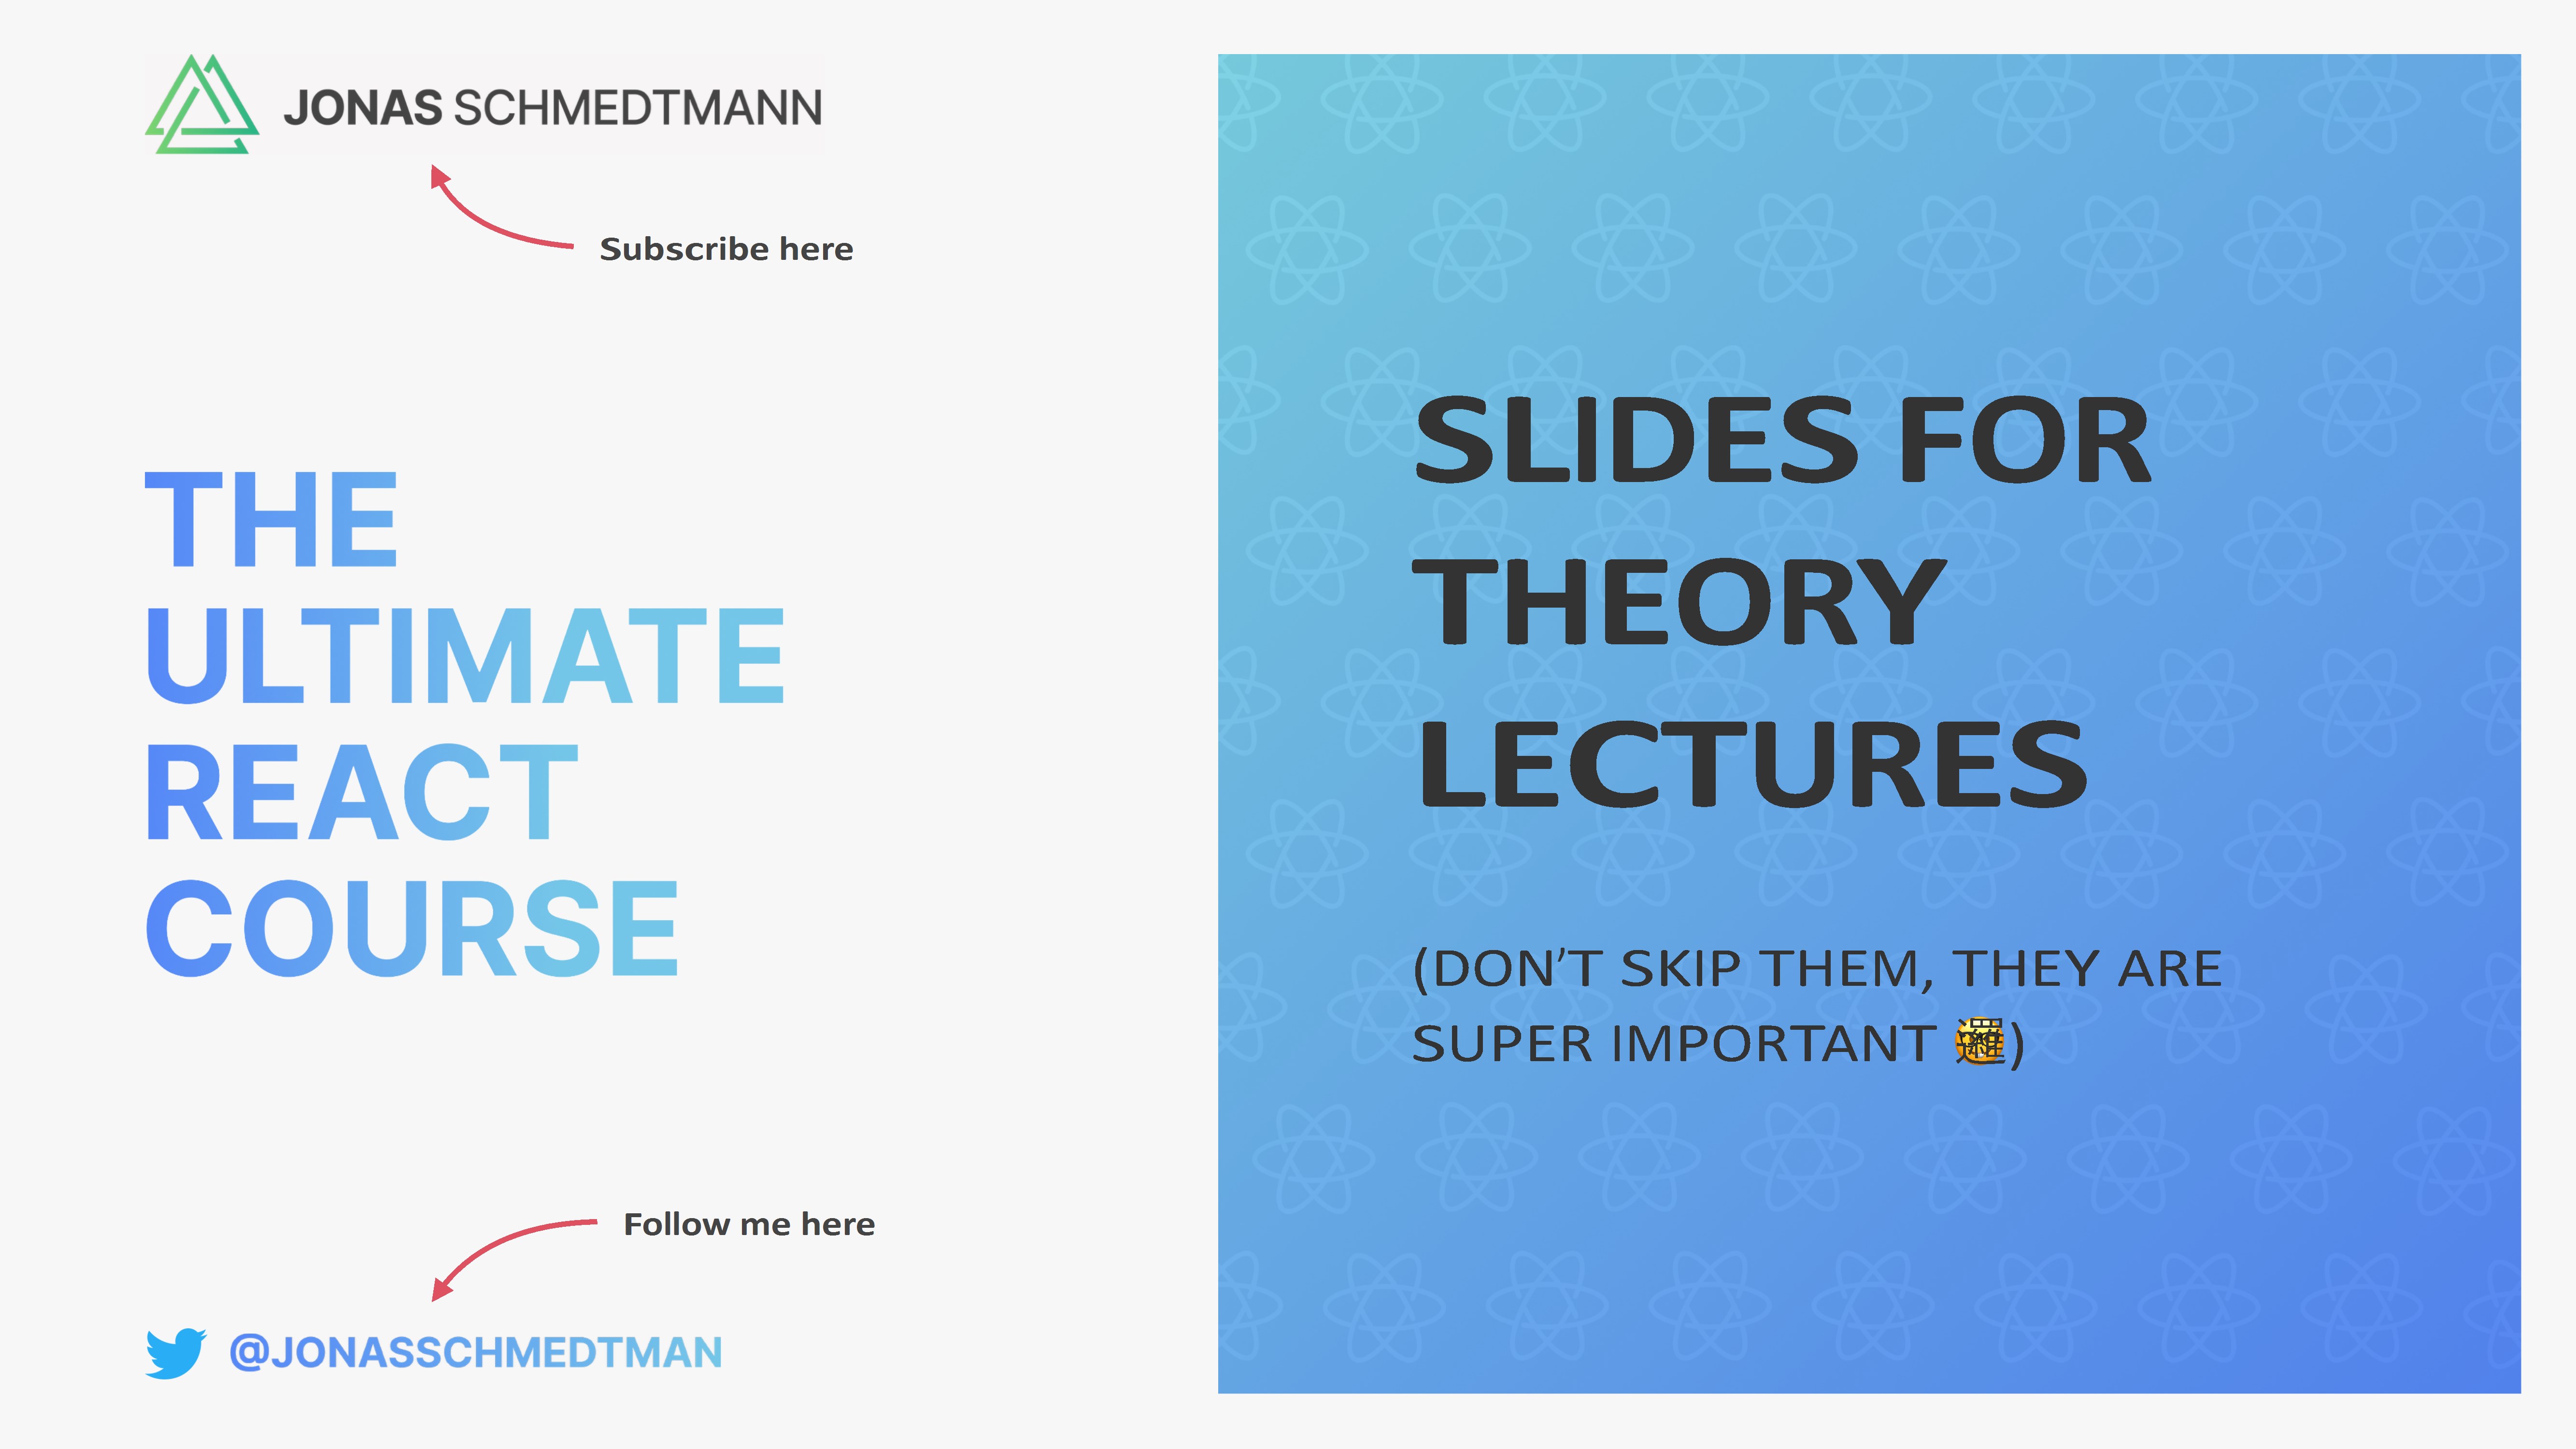 JONAS SCHMEDTMANN
Subscribe here
THE
ULTIMATE
REACT
COURSE
Follow me here
@JONASSCHMEDTMAN
SLIDES FOR
THEORY
LECTURES
(DON’T SKIP THEM, THEY ARE
SUPER IMPORTANT )